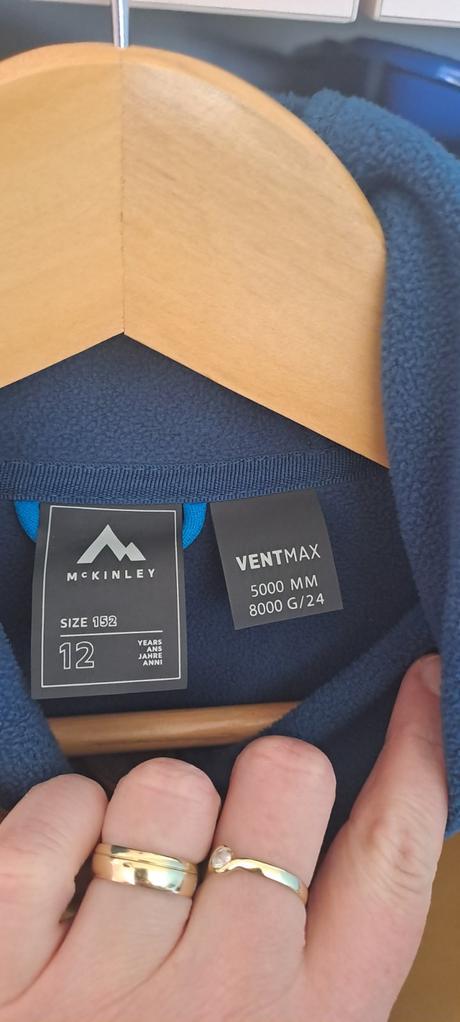 McKINLEY
SIZE 152
12
YEARS
ANS
JAHRE
ANNI
VENTMAX
5000 MM
8000 G/24